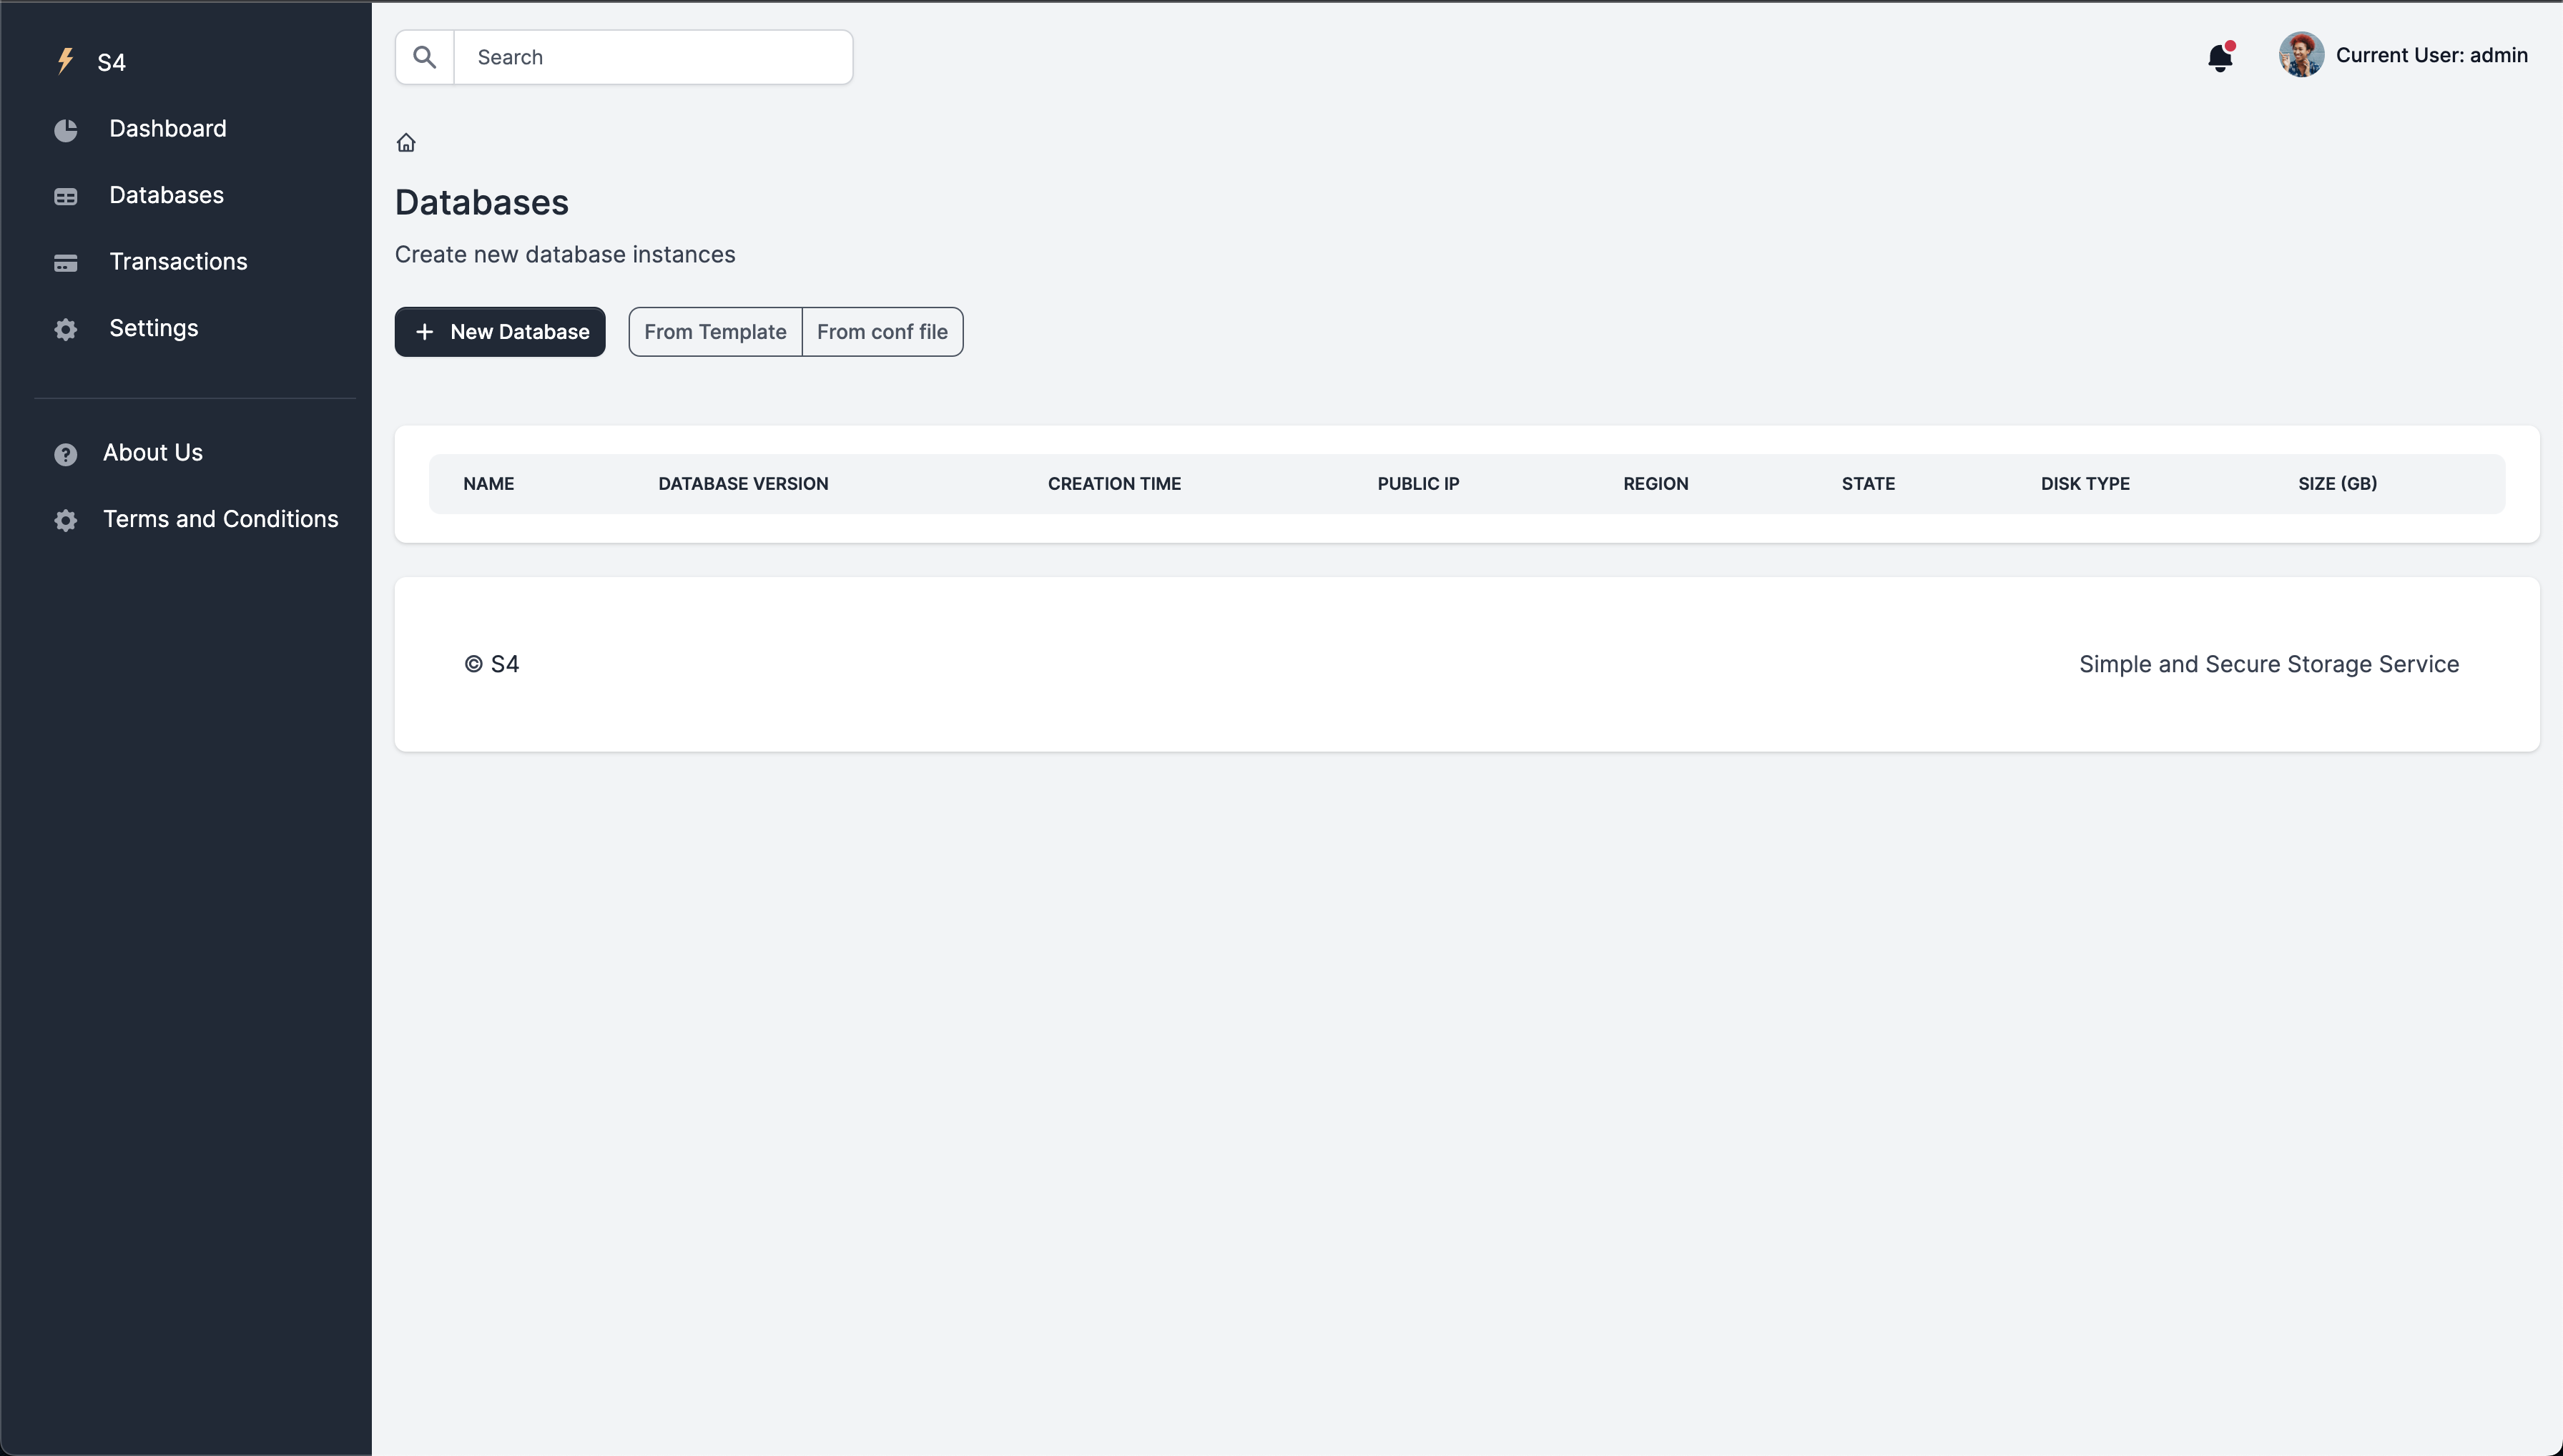 S4
Dashboard
Databases
Transactions
Settings
About Us
Terms and Conditions
Search
Current User: admin
Databases
Create new database instances
New Database
From Template
From conf file
NAME DATABASE VERSION CREATION TIME PUBLIC IP REGION STATE DISK TYPE SIZE (GB)
© S4
Simple and Secure Storage Service